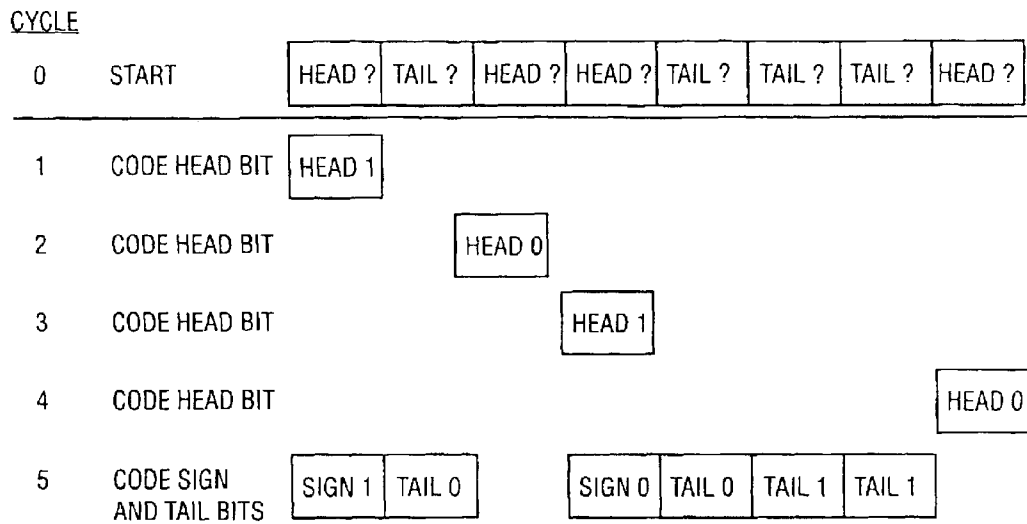 CYCLE
0 START HEAD ? TAIL ? HEAD ? HEAD ? TAIL ? TAIL ? TAIL ? HEAD ?
1 CODE HEAD BIT HEAD 1
2 CODE HEAD BIT HEAD 0
3 CODE HEAD BIT HEAD 1
4 CODE HEAD BIT HEAD 0
5 CODE SIGN SIGN 1 TAIL 0 SIGN 0 TAIL 0 TAIL 1 TAIL 1
AND TAIL BITS